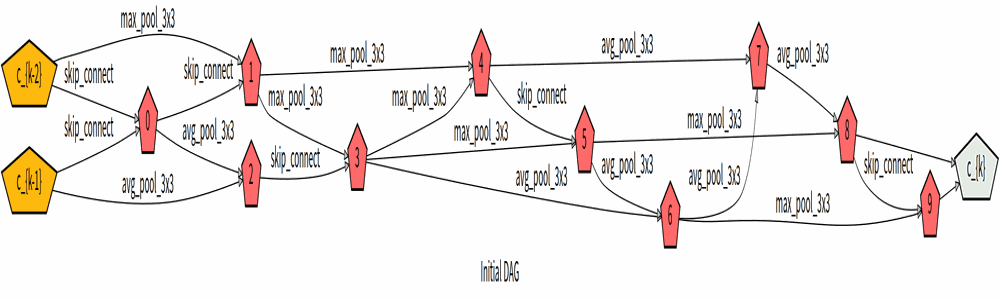 max_pool_3x3
c_{k-2}
skip_connect
skip_connect
1
max_pool_3x3
4
avg_pool_3x3
7
avg_pool_3x3
skip_connect
0
avg_pool_3x3
max_pool_3x3
max_pool_3x3
skip_connect
max_pool_3x3
max_pool_3x3
8
c_{k-1}
avg_pool_3x3
2
skip_connect
3
5
avg_pool_3x3
avg_pool_3x3
avg_pool_3x3
skip_connect
c_{k}
6
max_pool_3x3
9
Initial DAG